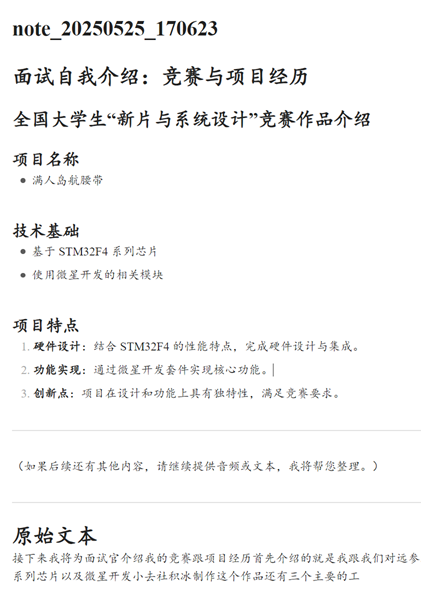 note_20250525_170623
面试自我介绍：竞赛与项目经历
全国大学生“新片与系统设计”竞赛作品介绍
项目名称
● 满人岛航腰带
技术基础
● 基于 STM32F4 系列芯片
● 使用微星开发的相关模块
项目特点
1. 硬件设计：结合 STM32F4 的性能特点，完成硬件设计与集成。
2. 功能实现：通过微星开发套件实现核心功能。
3. 创新点：项目在设计和功能上具有独特性，满足竞赛要求。
（如果后续还有其他内容，请继续提供音频或文本，我将帮您整理。）
原始文本
接下来我将为面试官介绍我的竞赛跟项目经历首先介绍的就是我跟我们对远参
系列芯片以及微星开发小去社积冰制作这个作品还有三个主要的工